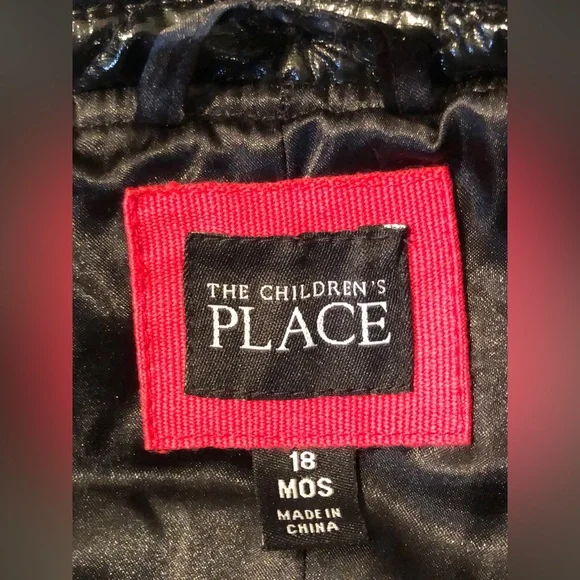 THE CHILDREN'S
PLACE
18
MOS
MADE IN
CHINA